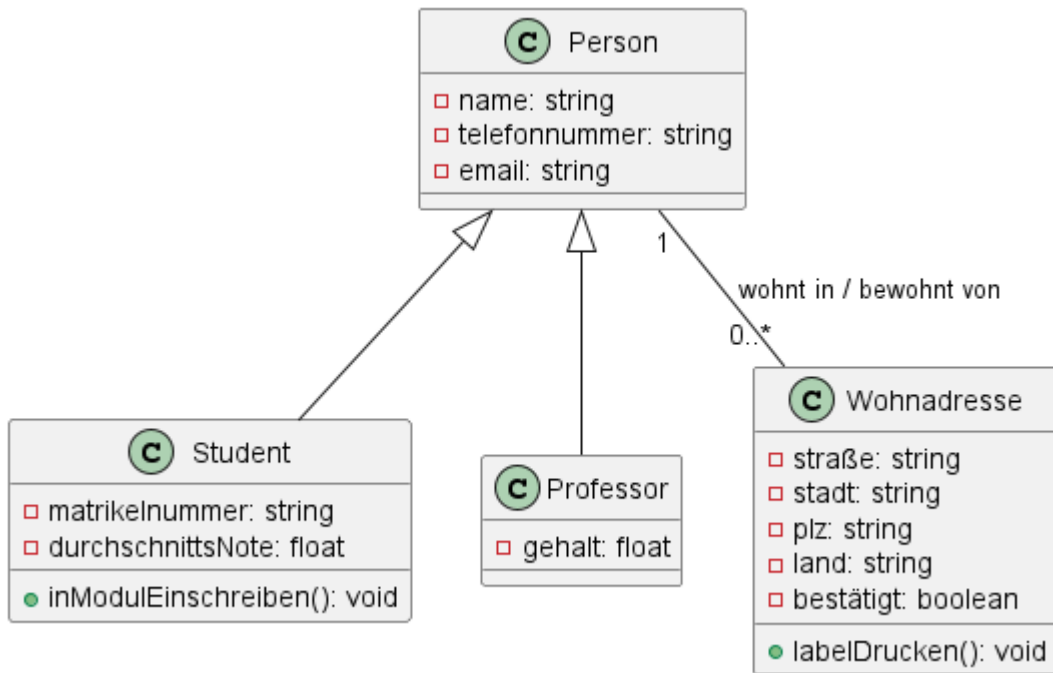 C Person
name: string
telefonnummer: string
email: string
1
wohnt in / bewohnt von
0..*
C Student
matrikelnummer: string
durchschnittsNote: float
inModulEinschreiben(): void
C Professor
gehalt: float
C Wohnadresse
straße: string
stadt: string
plz: string
land: string
bestätigt: boolean
labelDrucken(): void